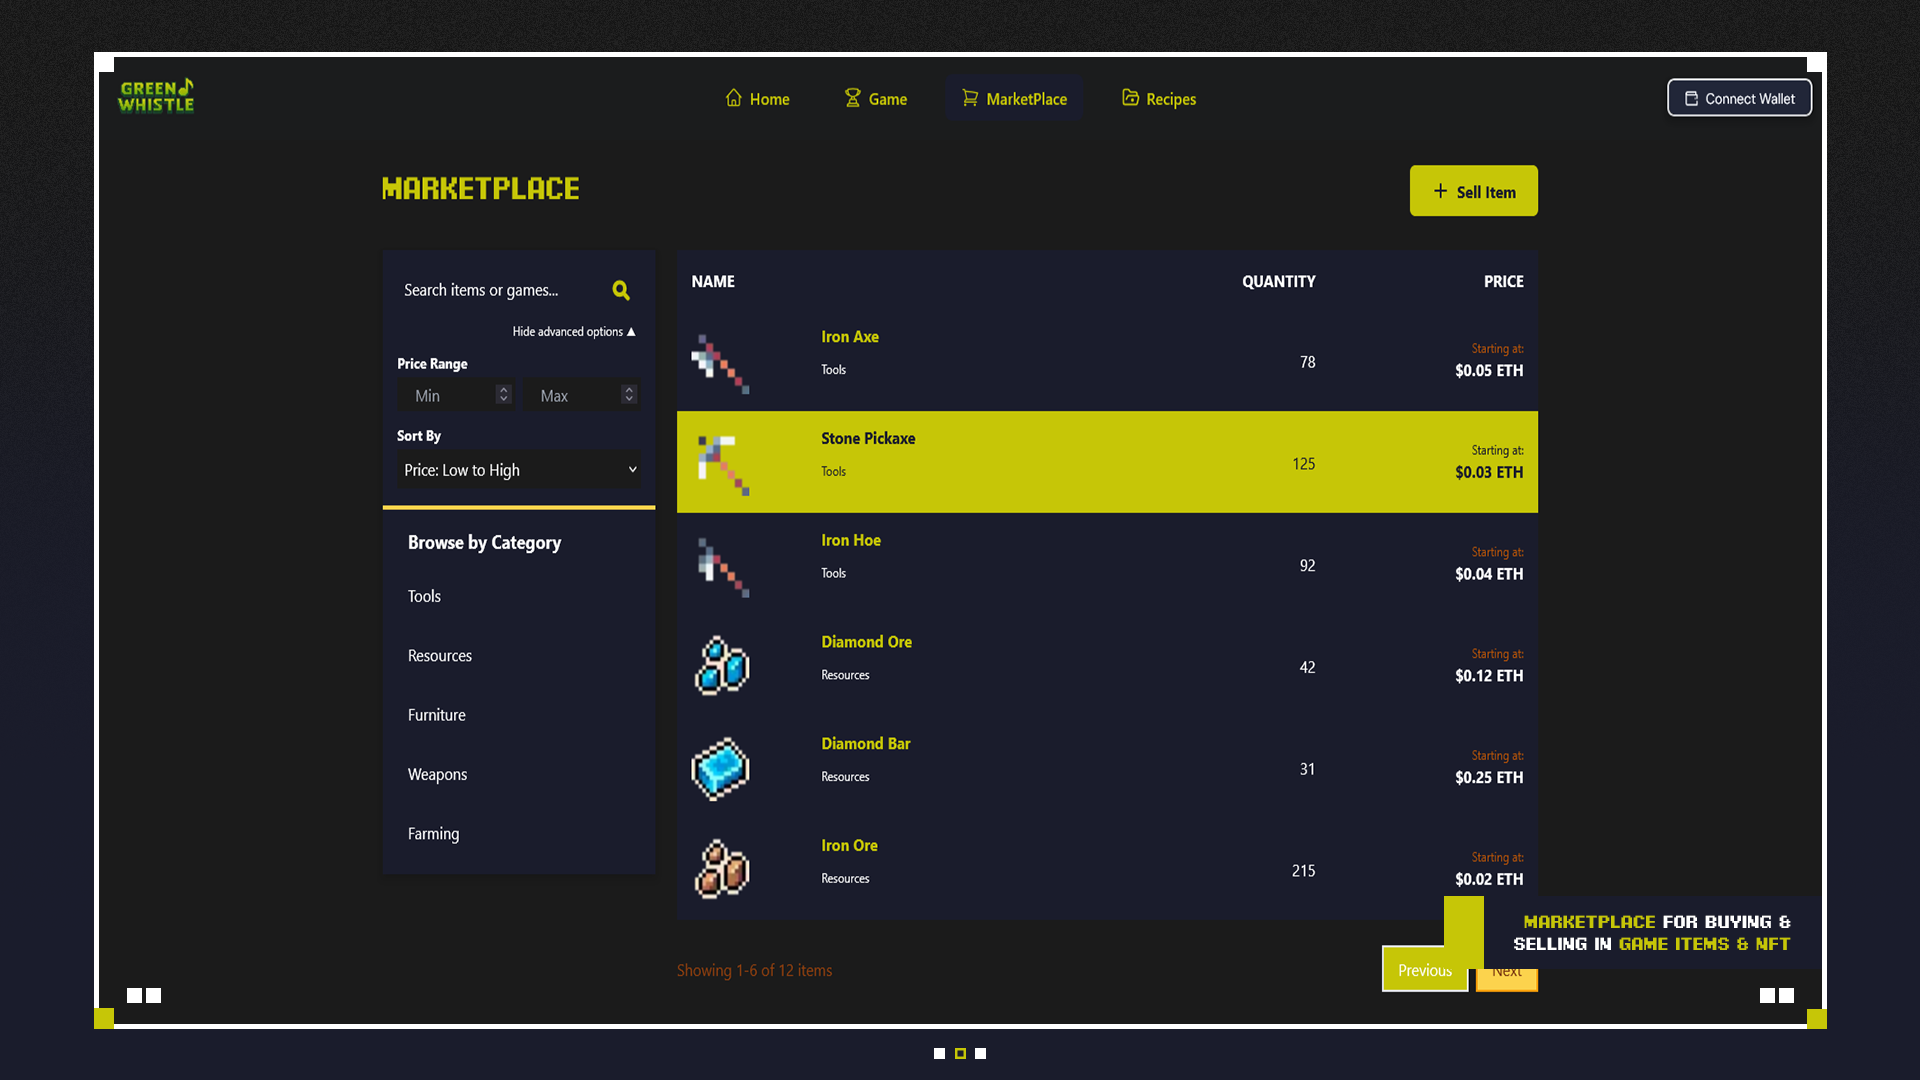 GREEN
WHISTLE
Home
Game
MarketPlace
Recipes
Connect Wallet
MARKETPLACE
+ Sell Item
Search items or games...
Hide advanced options ▲
Price Range
Min
Max
Sort By
Price: Low to High
Browse by Category
Tools
Resources
Furniture
Weapons
Farming
NAME
QUANTITY
PRICE
Iron Axe
Tools
78
Starting at:
$0.05 ETH
Stone Pickaxe
Tools
125
Starting at:
$0.03 ETH
Iron Hoe
Tools
92
Starting at:
$0.04 ETH
Diamond Ore
Resources
42
Starting at:
$0.12 ETH
Diamond Bar
Resources
31
Starting at:
$0.25 ETH
Iron Ore
Resources
215
Starting at:
$0.02 ETH
MARKETPLACE FOR BUYING &
SELLING IN GAME ITEMS & NFT
Showing 1-6 of 12 items
Previous
Next